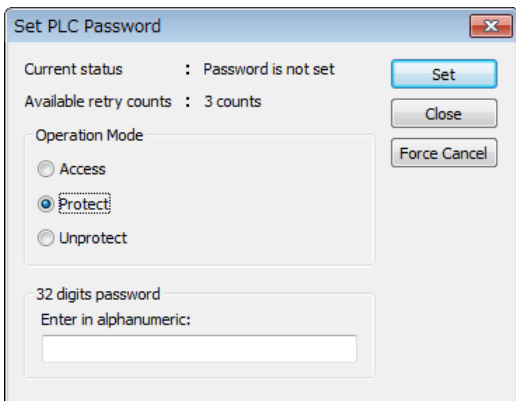 Set PLC Password
Current status : Password is not set
Set
Available retry counts : 3 counts
Close
Operation Mode
Force Cancel
Access
Protect
Unprotect
32 digits password
Enter in alphanumeric: